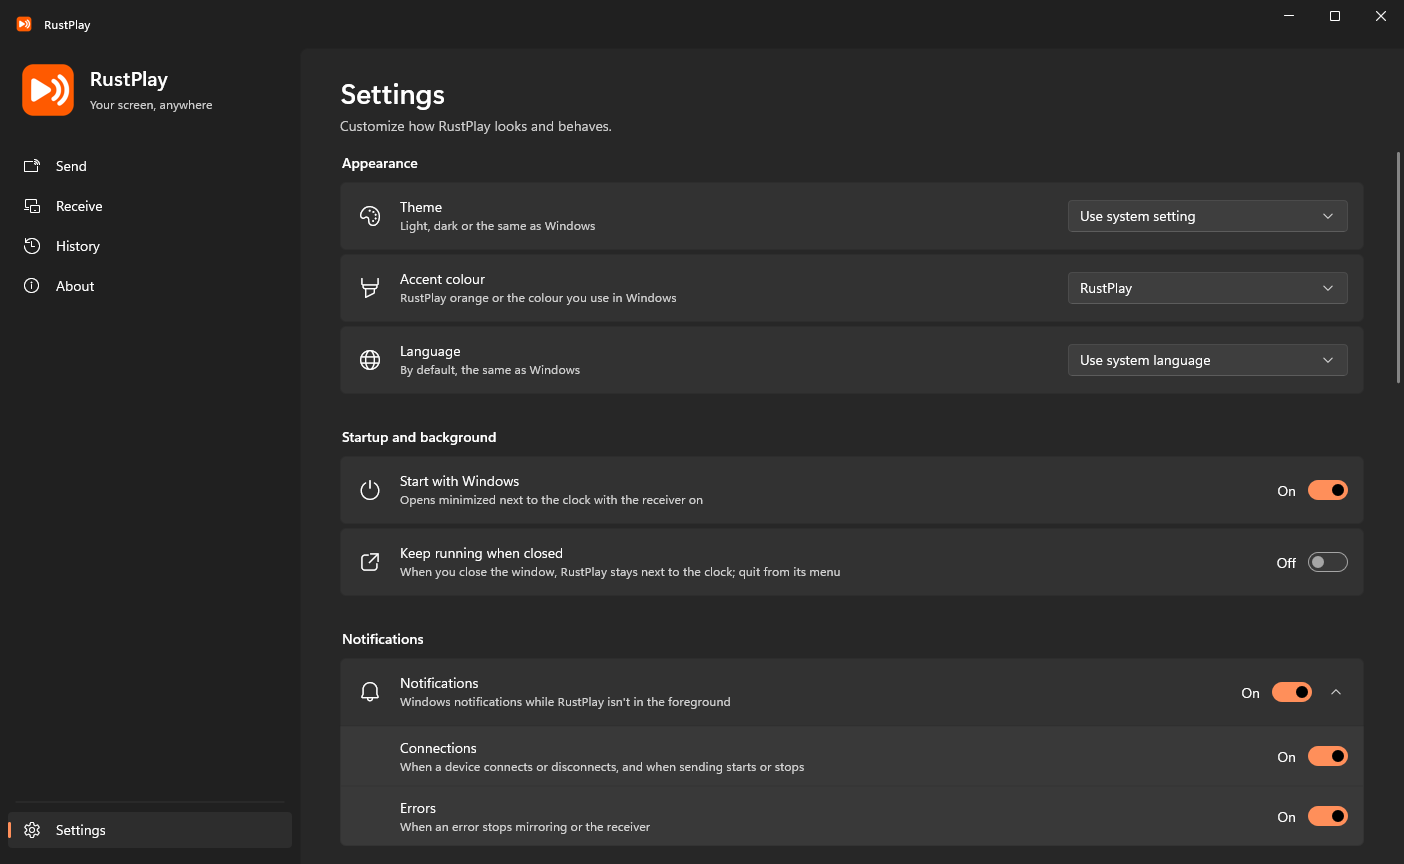 RustPlay
RustPlay
Your screen, anywhere
Send
Receive
History
About
Settings
Settings
Customize how RustPlay looks and behaves.
Appearance
Theme
Light, dark or the same as Windows
Use system setting
Accent colour
RustPlay orange or the colour you use in Windows
RustPlay
Language
By default, the same as Windows
Use system language
Startup and background
Start with Windows
Opens minimized next to the clock with the receiver on
On
Keep running when closed
When you close the window, RustPlay stays next to the clock; quit from its menu
Off
Notifications
Notifications
Windows notifications while RustPlay isn't in the foreground
On
Connections
When a device connects or disconnects, and when sending starts or stops
On
Errors
When an error stops mirroring or the receiver
On